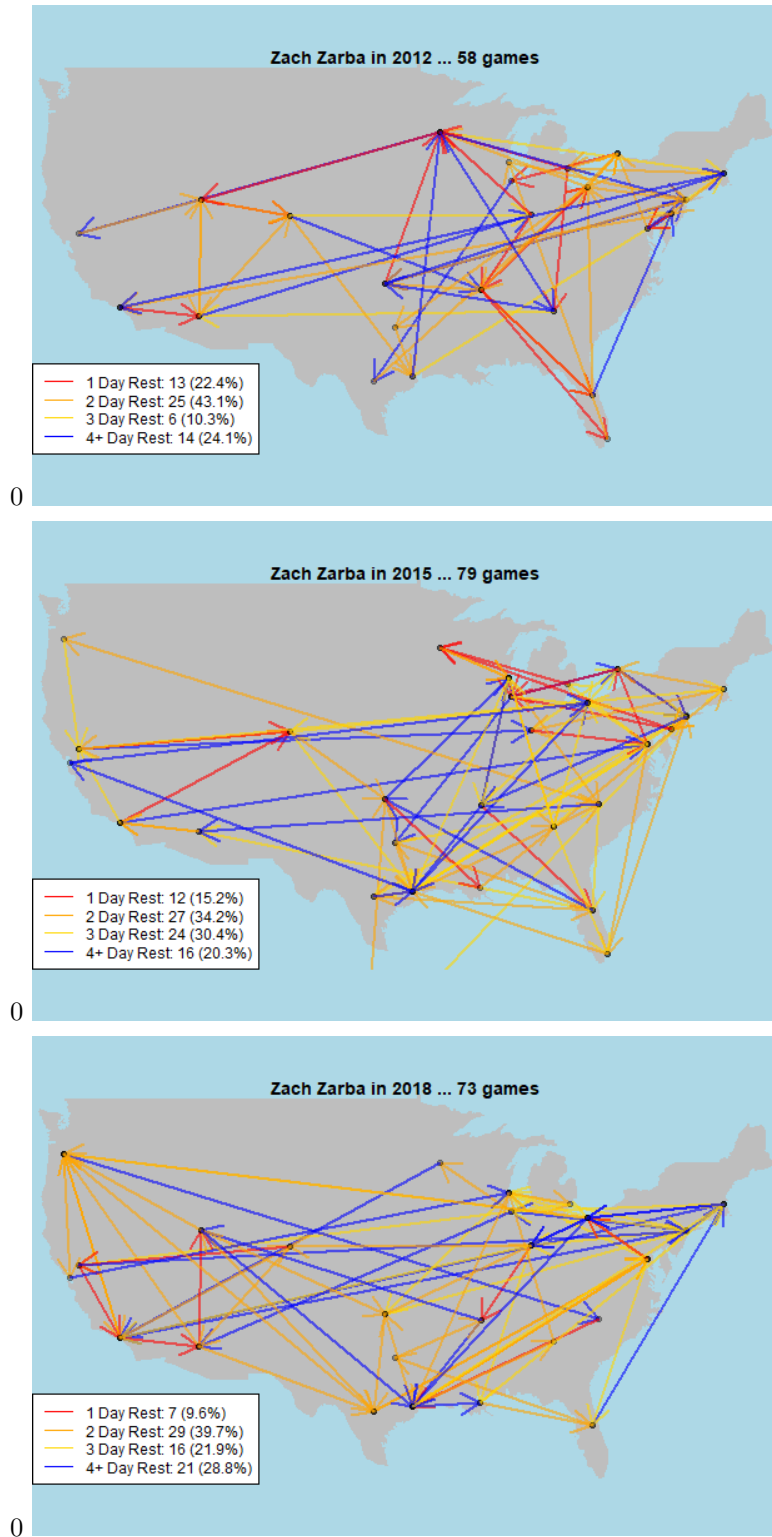 Zach Zarba in 2012 ... 58 games
1 Day Rest: 13 (22.4%)
2 Day Rest: 25 (43.1%)
3 Day Rest: 6 (10.3%)
4+ Day Rest: 14 (24.1%)
0
Zach Zarba in 2015 ... 79 games
1 Day Rest: 12 (15.2%)
2 Day Rest: 27 (34.2%)
3 Day Rest: 24 (30.4%)
4+ Day Rest: 16 (20.3%)
0
Zach Zarba in 2018 ... 73 games
1 Day Rest: 7 (9.6%)
2 Day Rest: 29 (39.7%)
3 Day Rest: 16 (21.9%)
4+ Day Rest: 21 (28.8%)
0